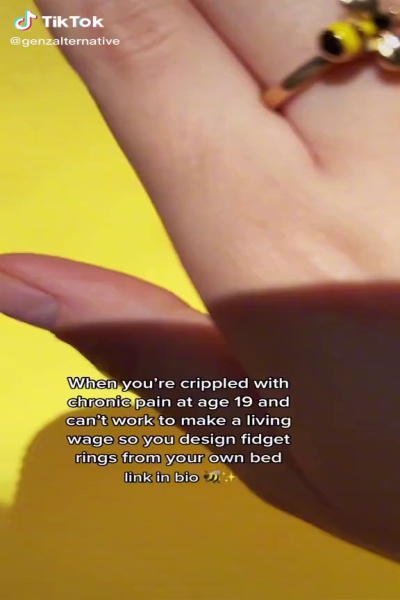 TikTok
@genzalternative
When you're crippled with
chronic pain at age 19 and
can't work to make a living
wage so you design fidget
rings from your own bed
link in bio 🐝✨